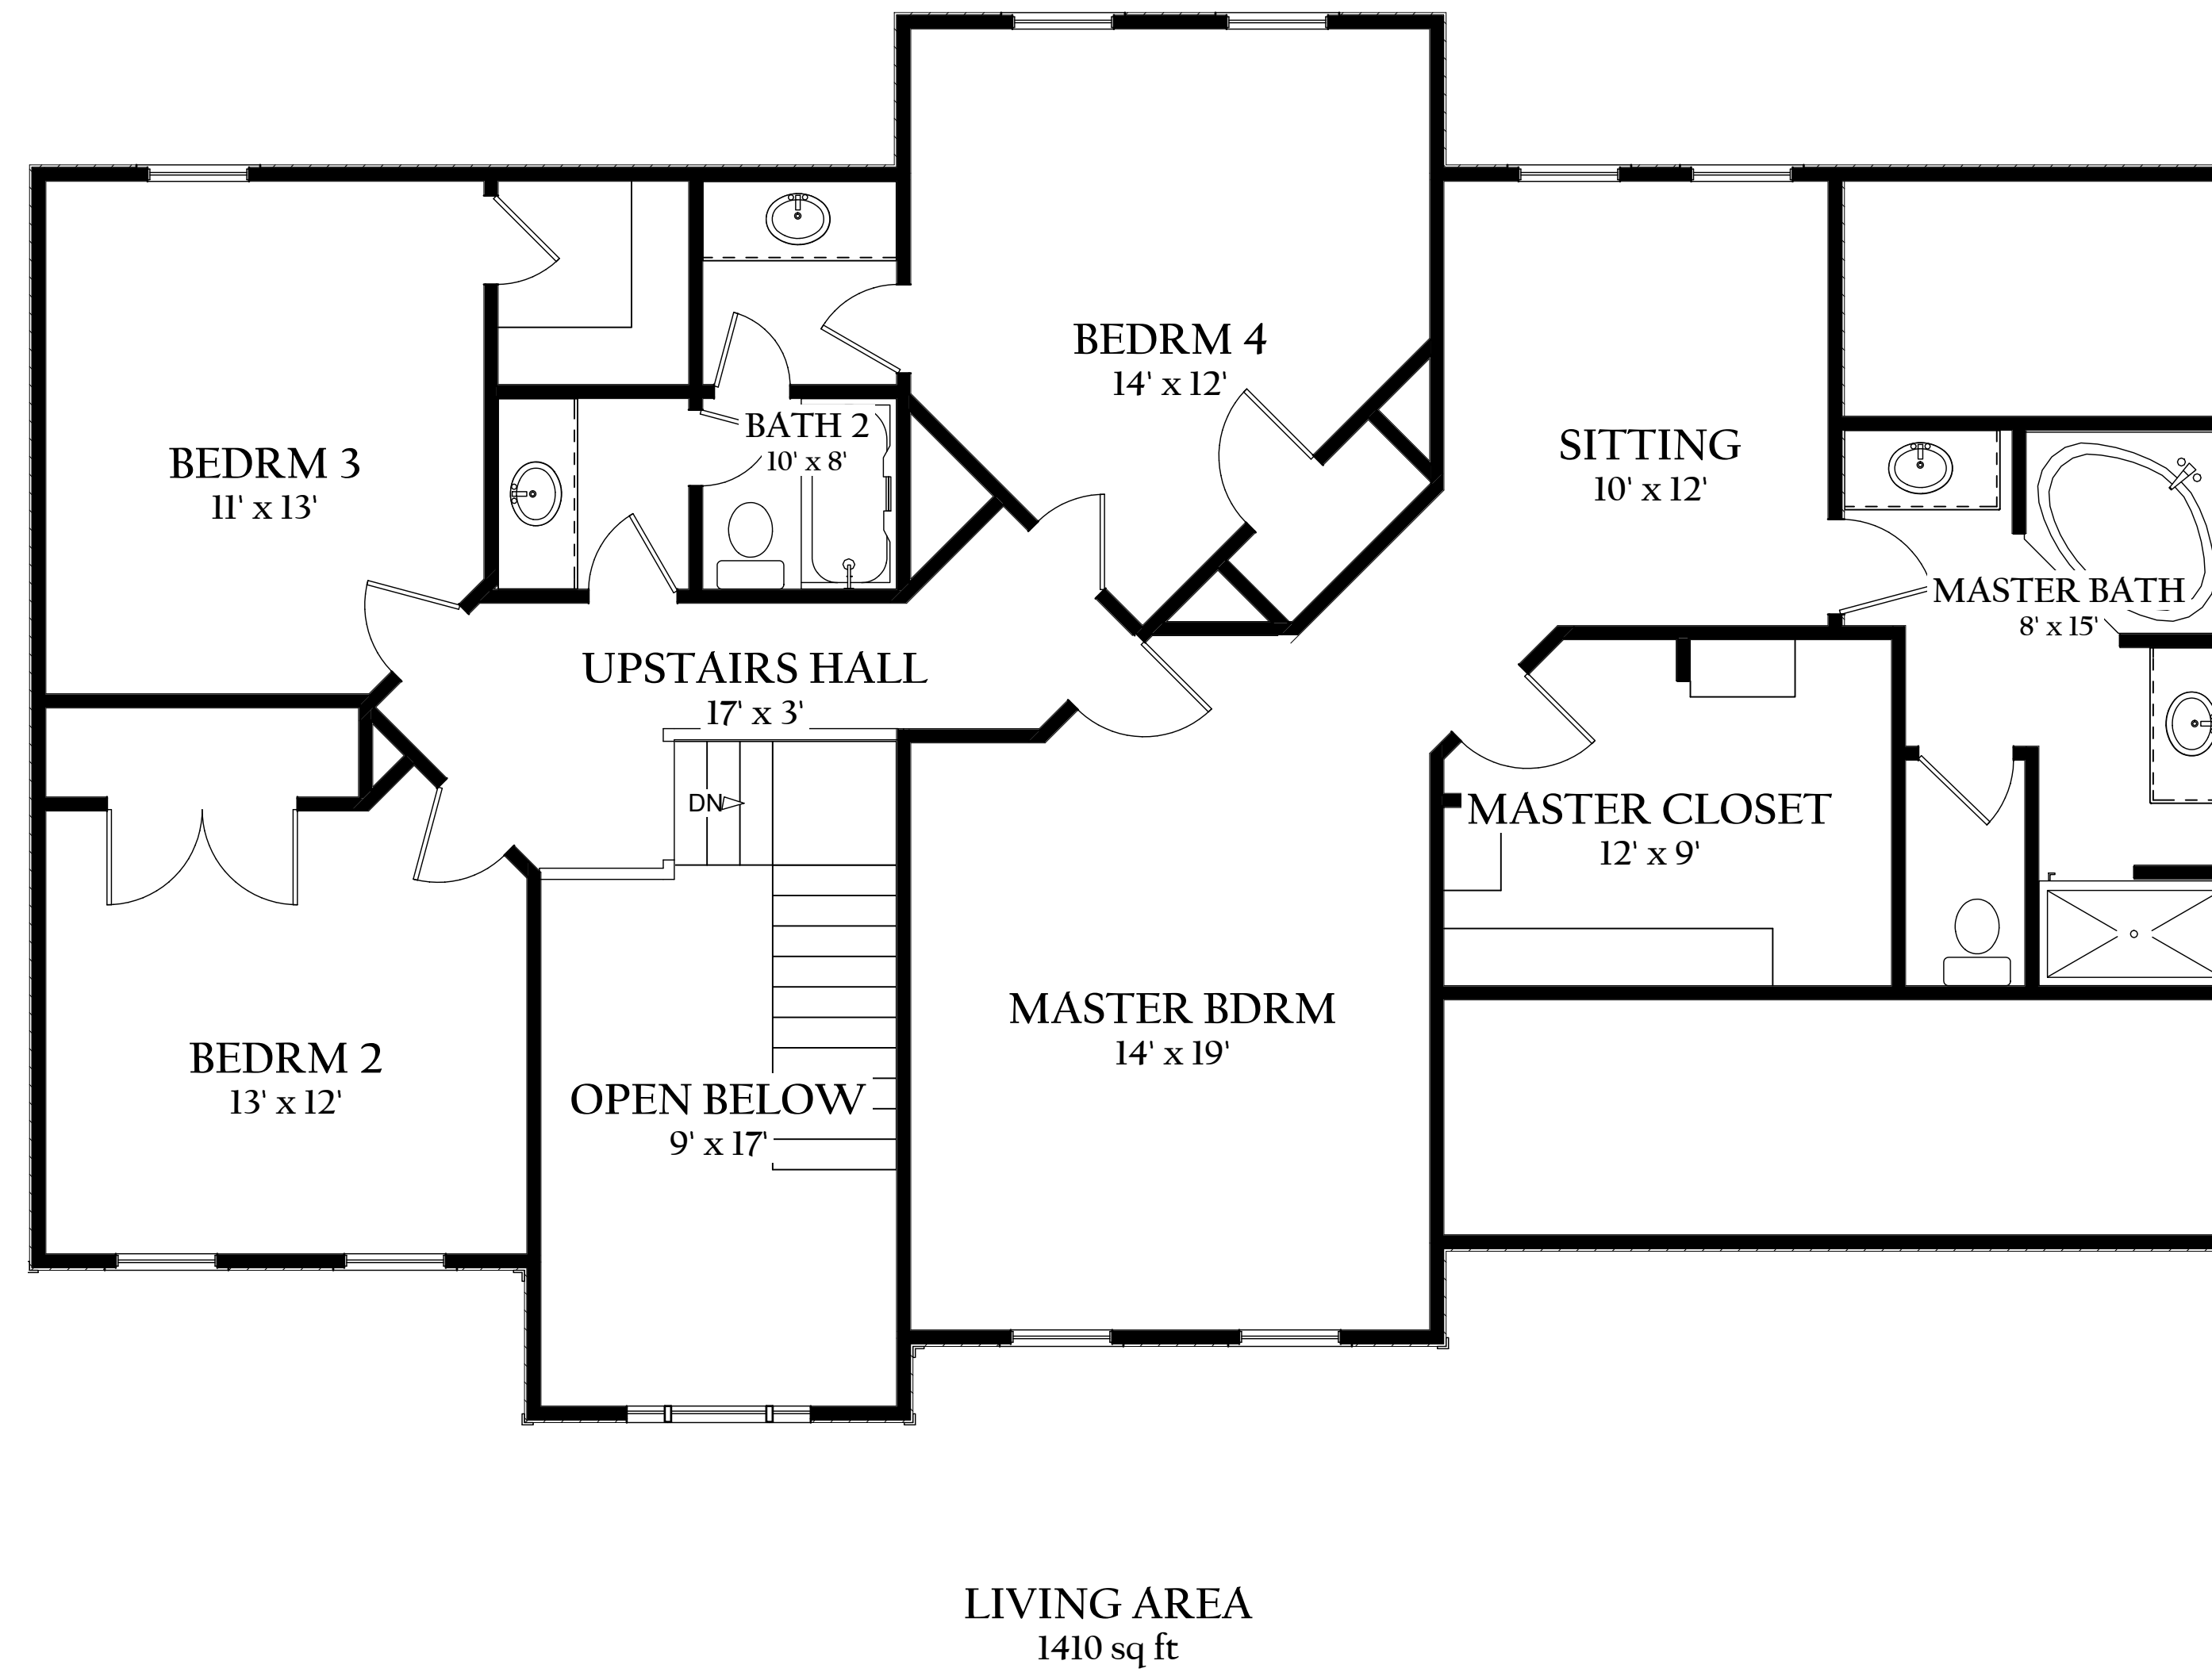 BEDRM 4
14' x 12'
BATH 2
10' x 8'
BEDRM 3
11' x 13'
SITTING
10' x 12'
MASTER BATH
8' x 15'
UPSTAIRS HALL
17' x 3'
DN
MASTER CLOSET
12' x 9'
MASTER BDRM
14' x 19'
BEDRM 2
13' x 12'
OPEN BELOW
9' x 17'
LIVING AREA
1410 sq ft